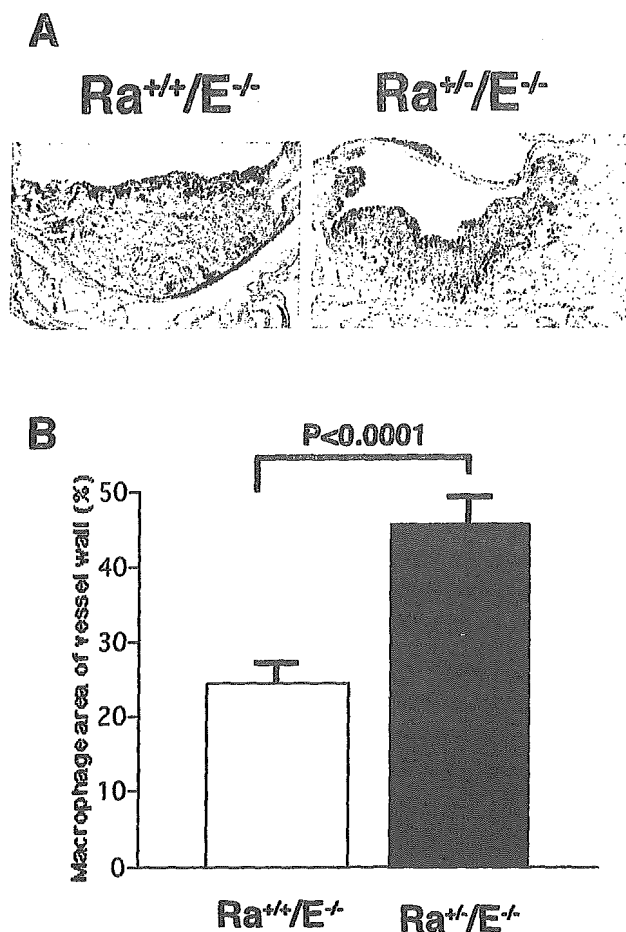 A
Ra+/+/E-/- Ra+/-/E-/-
B
P<0.0001
Macrophage area of vessel wall (%)
50
40
30
20
10
0
Ra+/+/E-/- Ra+/-/E-/-